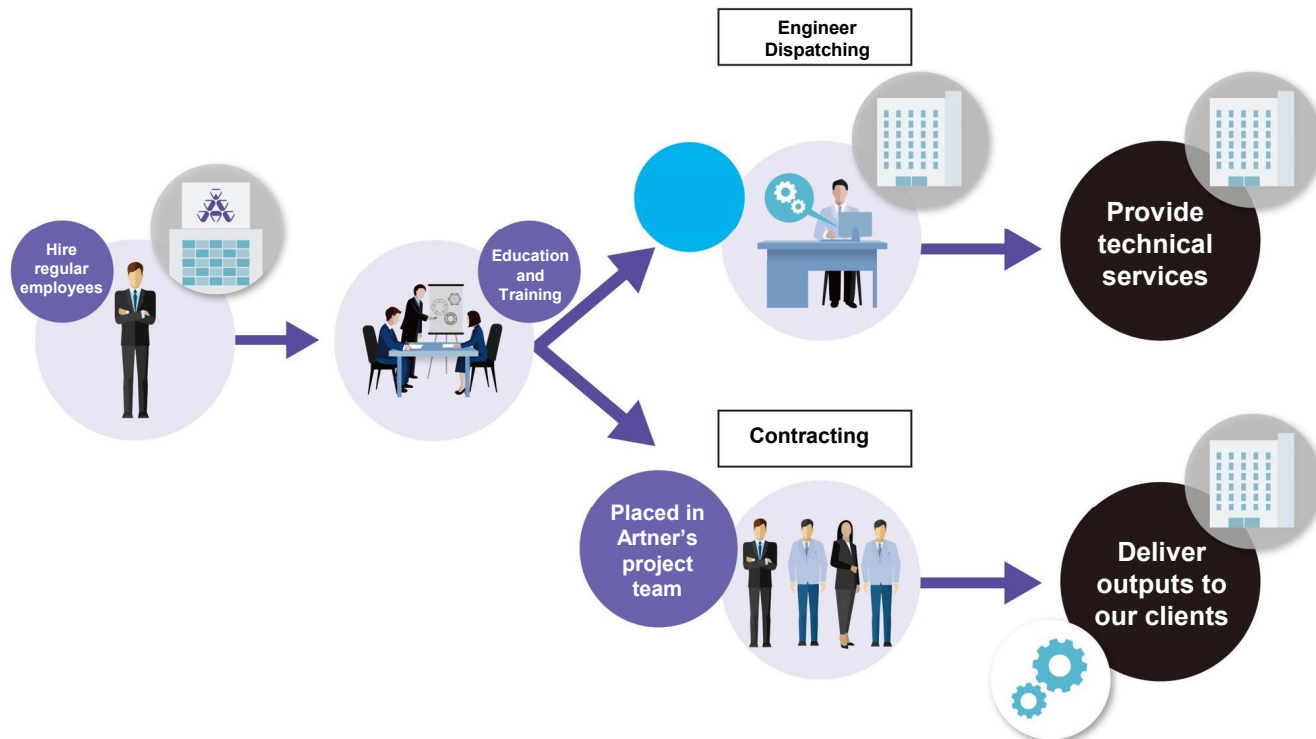 Engineer
Dispatching
Hire
regular
employees
Education
and
Training
Provide
technical
services
Contracting
Placed in
Artner’s
project
team
Deliver
outputs to
our clients